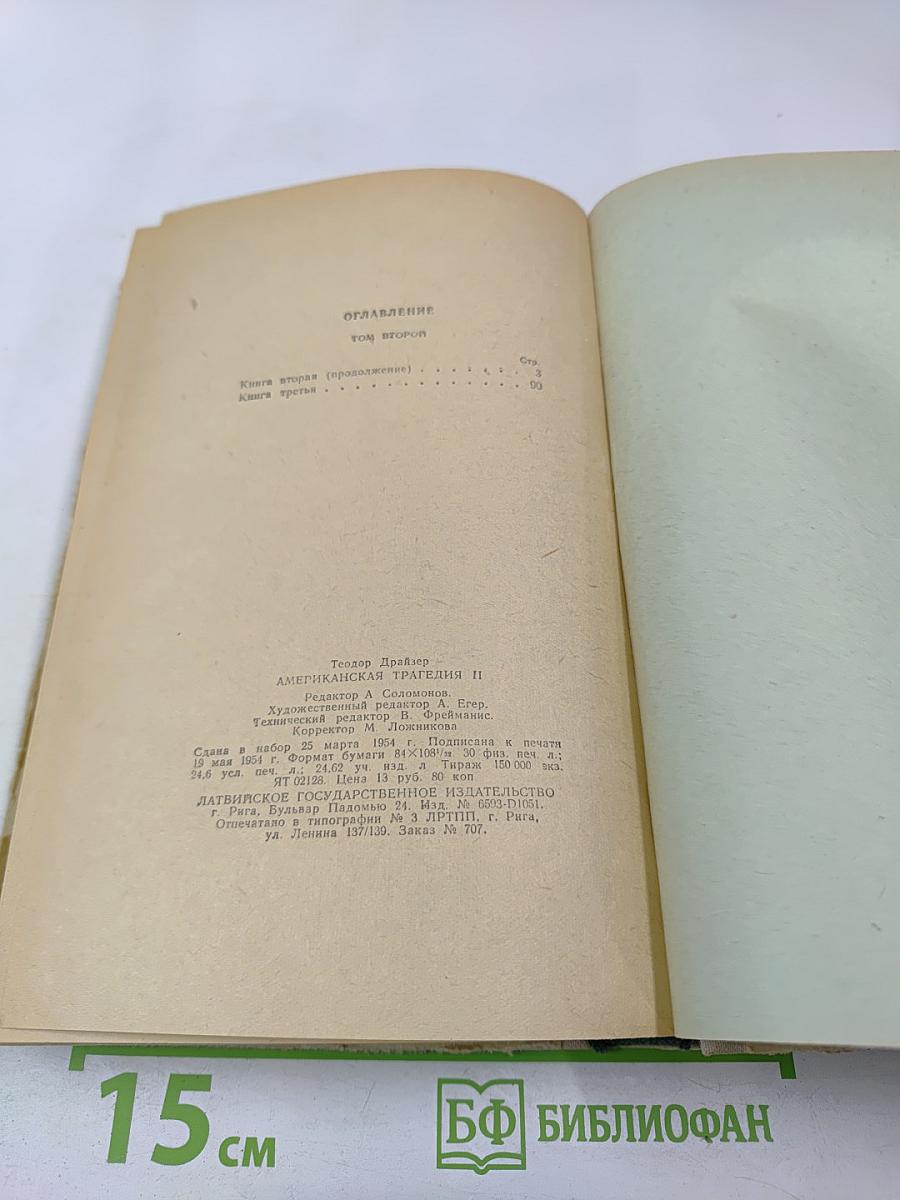 ОГЛАВЛЕНИЕ
ТОМ ВТОРОЙ
Стр.
Книга вторая (продолжение) . . . . . . . 3
Книга третья . . . . . . . . . . . . . 90
Теодор Драйзер
АМЕРИКАНСКАЯ ТРАГЕДИЯ II
Редактор А Соломонов.
Художественный редактор А. Егер.
Технический редактор В. Фрейманис.
Корректор М. Ложникова
Сдана в набор 25 марта 1954 г. Подписана к печати
19 мая 1954 г. Формат бумаги 84×108¹/₃₂. 30 физ. печ. л.;
24,6 усл. печ. л.; 24,62 уч. изд. л Тираж 150 000 экз.
ЯТ 02128. Цена 13 руб. 80 коп
ЛАТВИЙСКОЕ ГОСУДАРСТВЕННОЕ ИЗДАТЕЛЬСТВО
г. Рига, Бульвар Падомью 24. Изд. № 6593-D1051.
Отпечатано в типографии № 3 ЛРТПП, г. Рига,
ул. Ленина 137/139. Заказ № 707.
15 см
БФ БИБЛИОФАН